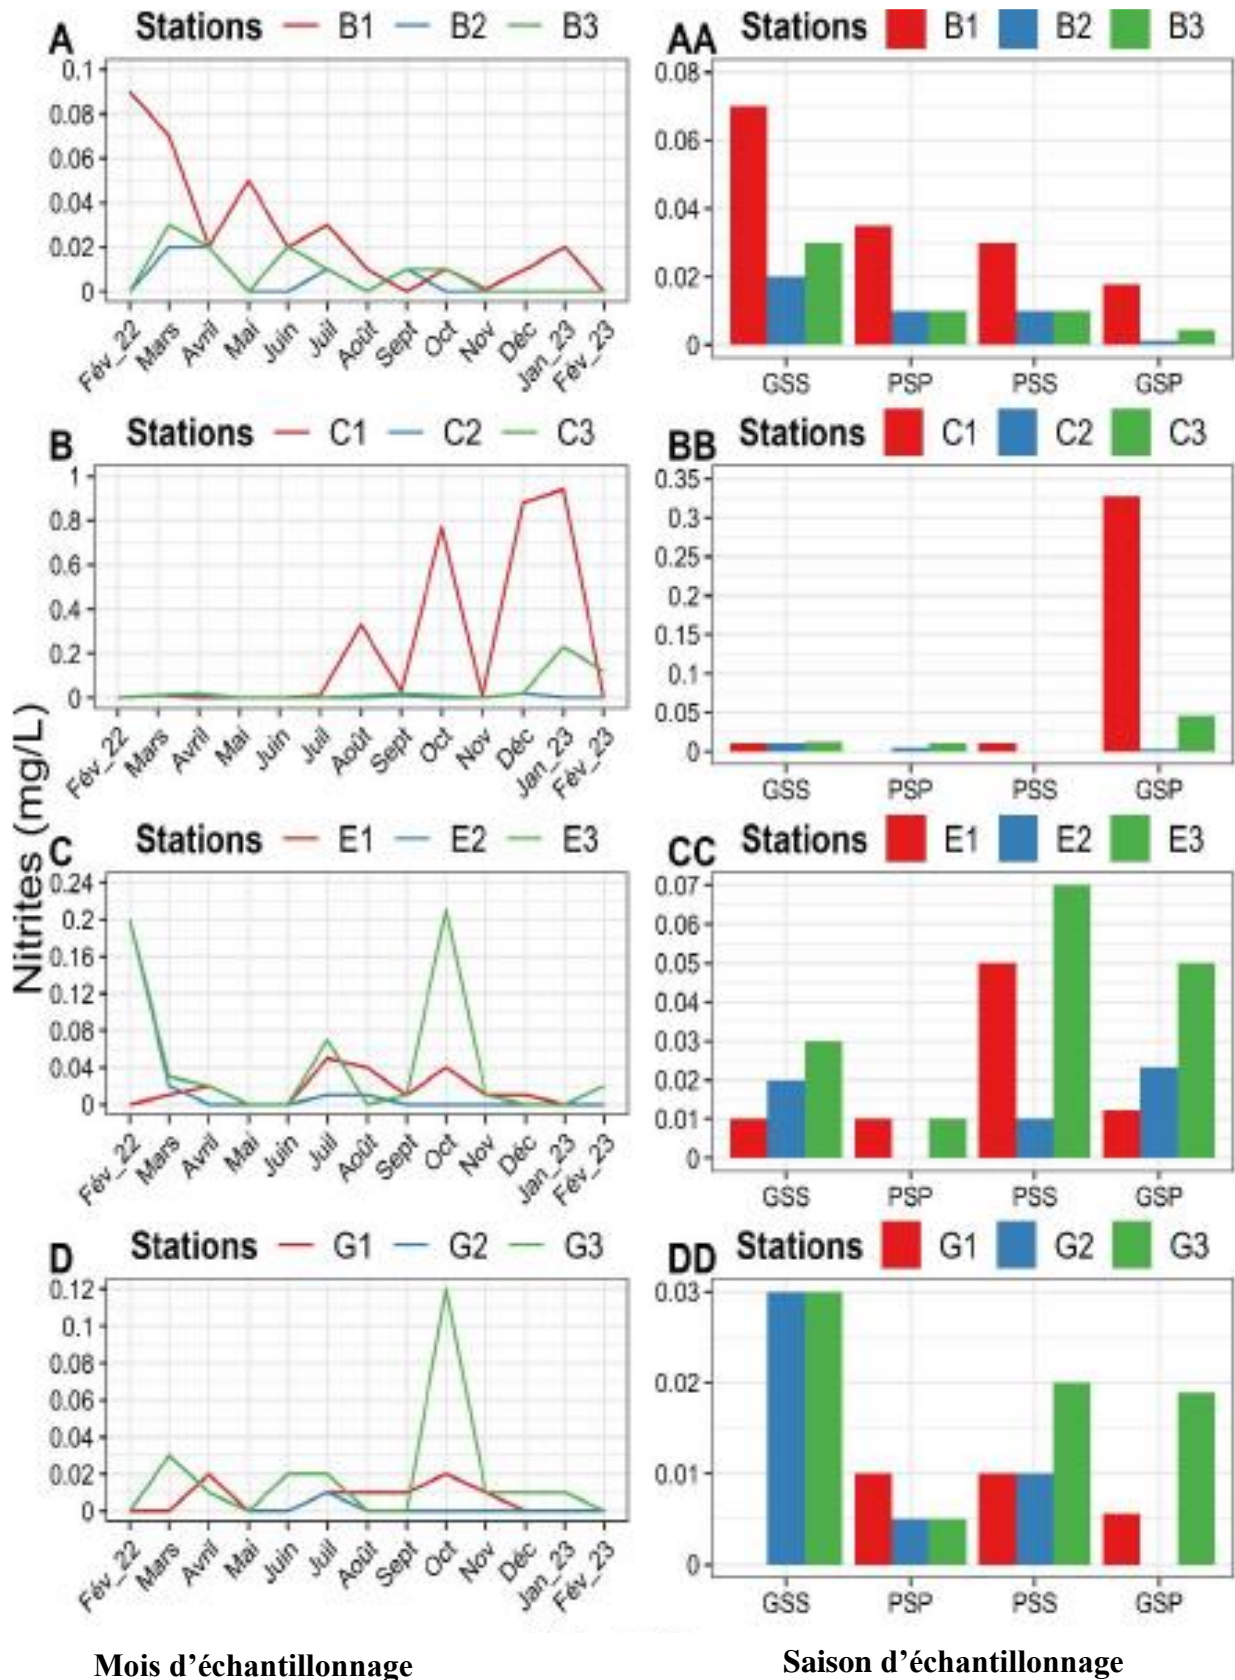 Nitrites (mg/L)
A Stations B1 B2 B3
0.1
0.08
0.06
0.04
0.02
0
Fév_22 Mars Avril Mai Juin Juil Août Sept Oct Nov Déc Jan_23 Fév_23
AA Stations B1 B2 B3
0.08
0.06
0.04
0.02
0
GSS PSP PSS GSP
B Stations C1 C2 C3
1
0.8
0.6
0.4
0.2
0
Fév_22 Mars Avril Mai Juin Juil Août Sept Oct Nov Déc Jan_23 Fév_23
BB Stations C1 C2 C3
0.35
0.3
0.25
0.2
0.15
0.1
0.05
0
GSS PSP PSS GSP
C Stations E1 E2 E3
0.24
0.2
0.16
0.12
0.08
0.04
0
Fév_22 Mars Avril Mai Juin Juil Août Sept Oct Nov Déc Jan_23 Fév_23
CC Stations E1 E2 E3
0.07
0.06
0.05
0.04
0.03
0.02
0.01
0
GSS PSP PSS GSP
D Stations G1 G2 G3
0.12
0.1
0.08
0.06
0.04
0.02
0
Fév_22 Mars Avril Mai Juin Juil Août Sept Oct Nov Déc Jan_23 Fév_23
DD Stations G1 G2 G3
0.03
0.02
0.01
0
GSS PSP PSS GSP
Mois d’échantillonnage
Saison d’échantillonnage